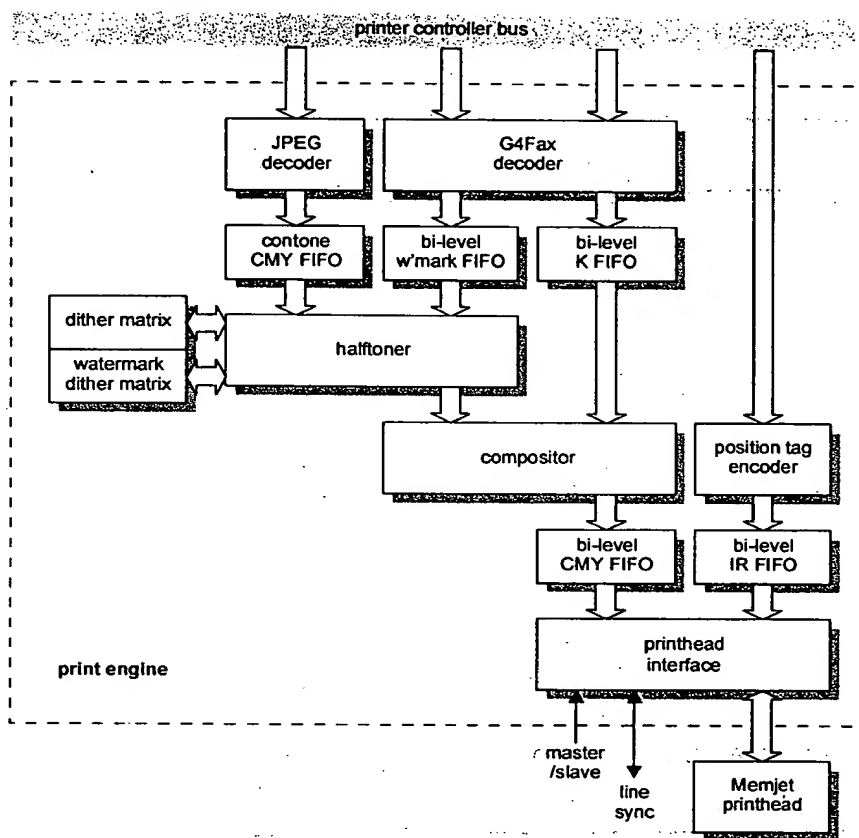 printer controller bus
JPEG
decoder
G4Fax
decoder
contone
CMY FIFO
bi-level
w'mark FIFO
bi-level
K FIFO
dither matrix
watermark
dither matrix
halftoner
compositor
position tag
encoder
bi-level
CMY FIFO
bi-level
IR FIFO
printhead
interface
print engine
master
/slave
line
sync
Memjet
printhead